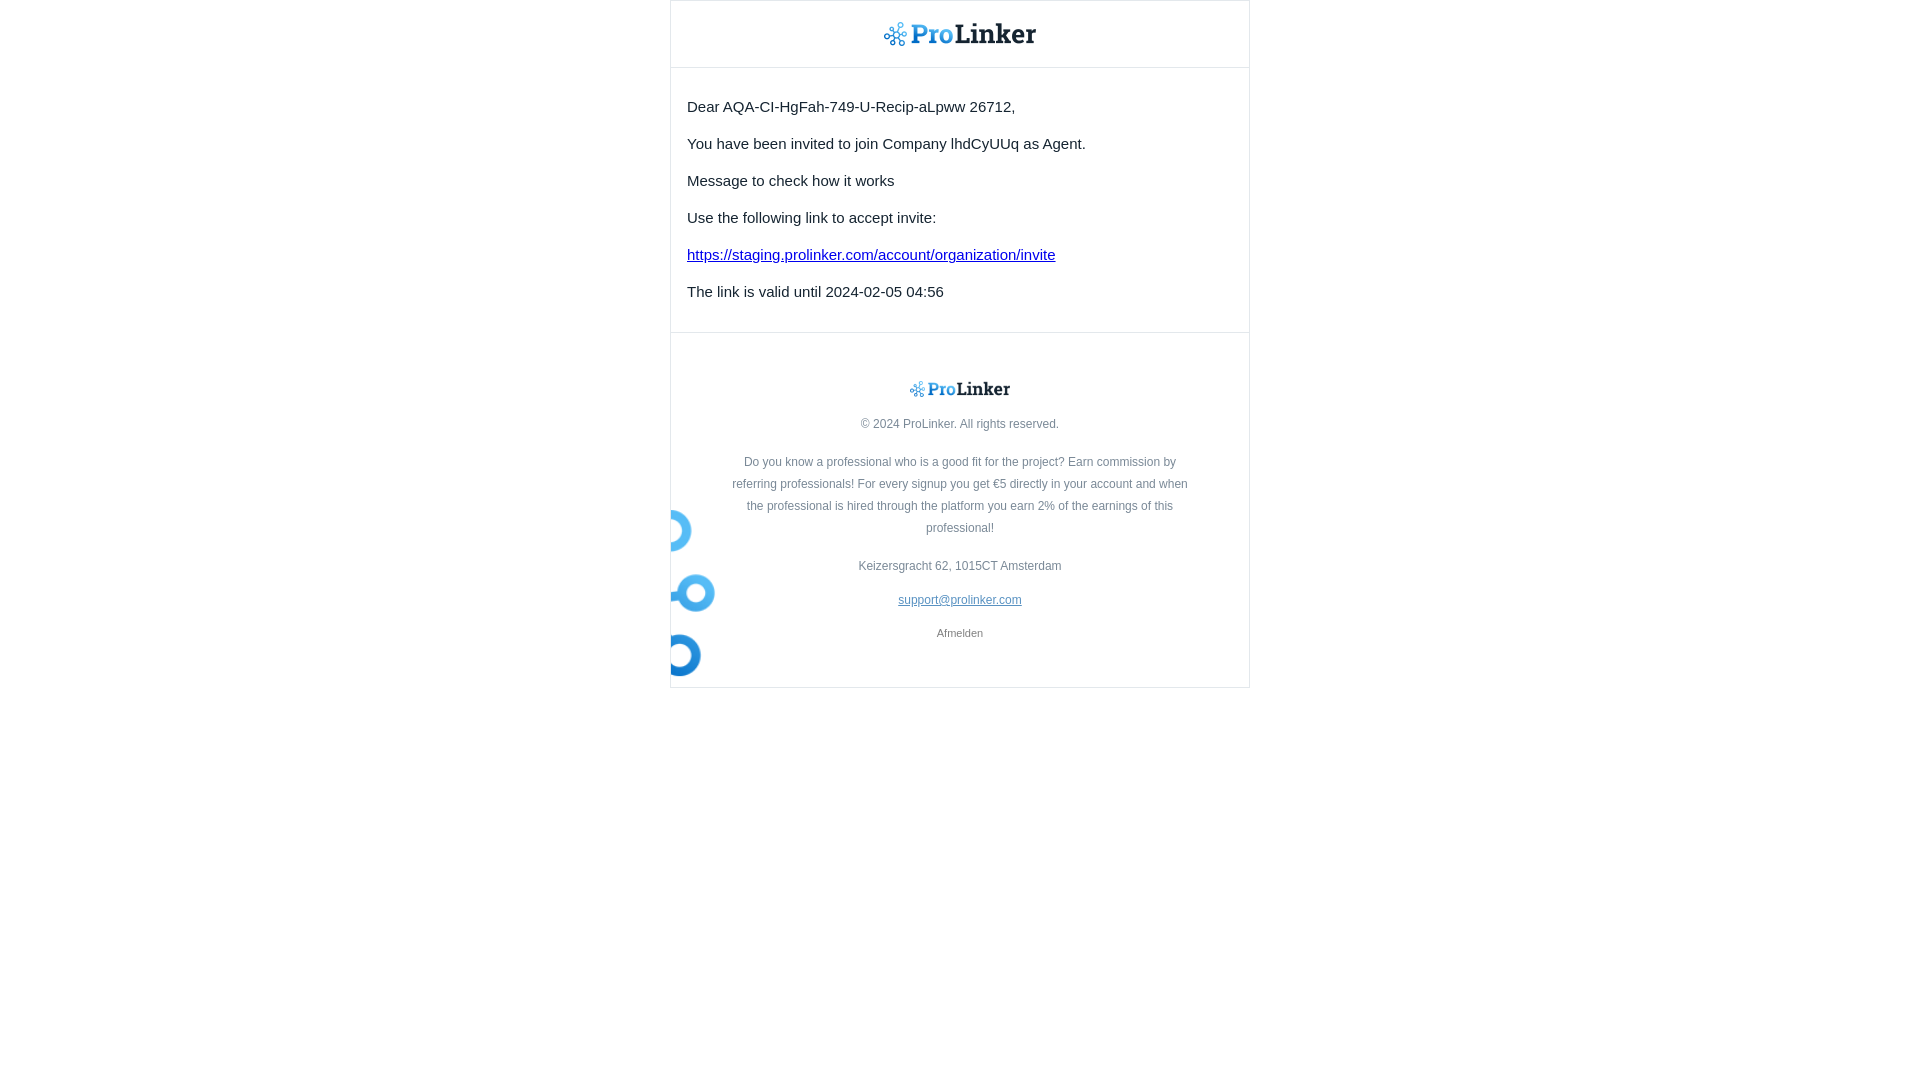 ProLinker
Dear AQA-CI-HgFah-749-U-Recip-aLpww 26712,
You have been invited to join Company lhdCyUUq as Agent.
Message to check how it works
Use the following link to accept invite:
https://staging.prolinker.com/account/organization/invite
The link is valid until 2024-02-05 04:56
ProLinker
© 2024 ProLinker. All rights reserved.
Do you know a professional who is a good fit for the project? Earn commission by
referring professionals! For every signup you get €5 directly in your account and when
the professional is hired through the platform you earn 2% of the earnings of this
professional!
Keizersgracht 62, 1015CT Amsterdam
support@prolinker.com
Afmelden